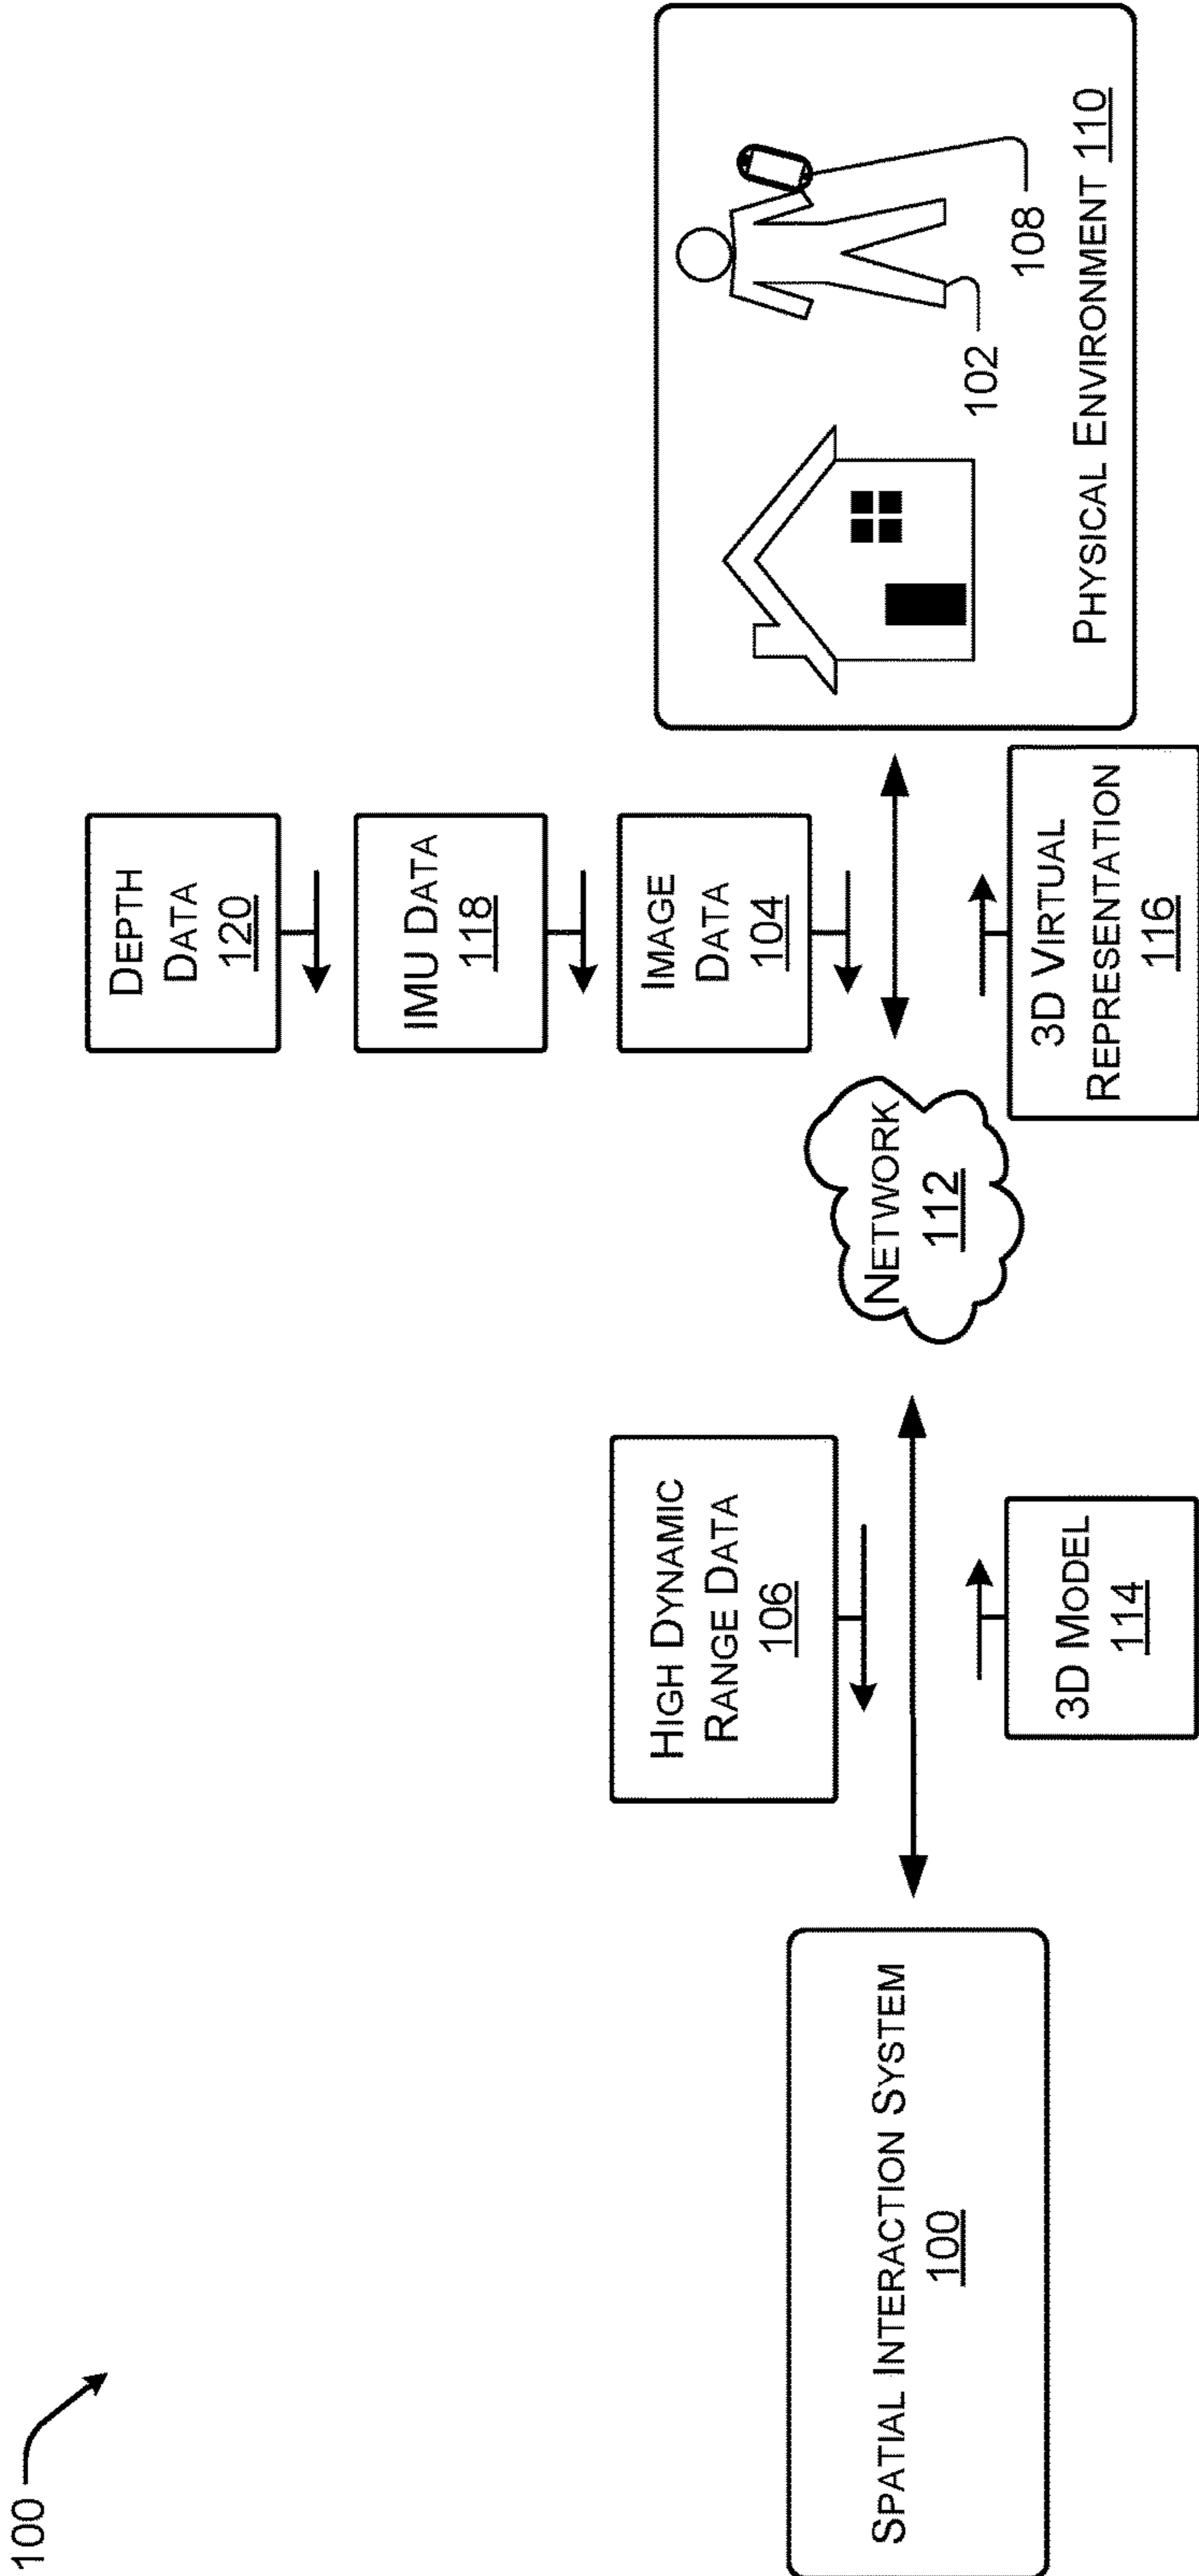 100
DEPTH
DATA
120
IMU DATA
118
IMAGE
DATA
104
HIGH DYNAMIC
RANGE DATA
106
SPATIAL INTERACTION SYSTEM
100
NETWORK
112
3D MODEL
114
3D VIRTUAL
REPRESENTATION
116
102
108
PHYSICAL ENVIRONMENT 110